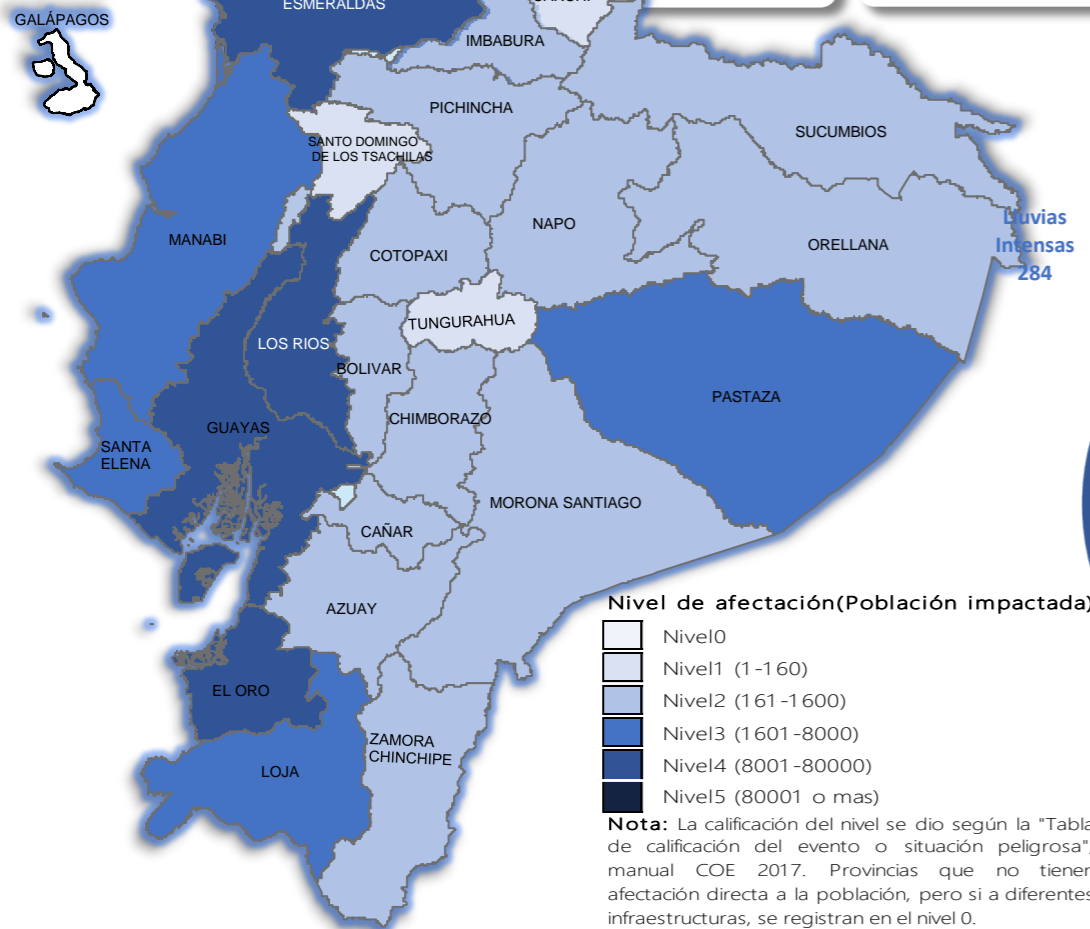 ESMERALDAS
GALÁPAGOS
IMBABURA
PICHINCHA
SUCUMBIOS
SANTO DOMINGO
DE LOS TSACHILAS
NAPO
MANABI
ORELLANA
Lluvias
Intensas
284
COTOPAXI
TUNGURAHUA
LOS RIOS
BOLIVAR
PASTAZA
CHIMBORAZO
GUAYAS
SANTA
ELENA
MORONA SANTIAGO
CAÑAR
AZUAY
EL ORO
ZAMORA
CHINCHIPE
LOJA
Nivel de afectación(Población impactada)
Nivel0
Nivel1 (1-160)
Nivel2 (161-1600)
Nivel3 (1601-8000)
Nivel4 (8001-80000)
Nivel5 (80001 o mas)
Nota: La calificación del nivel se dio según la "Tabla
de calificación del evento o situación peligrosa",
manual COE 2017. Provincias que no tienen
afectación directa a la población, pero si a diferentes
infraestructuras, se registran en el nivel 0.